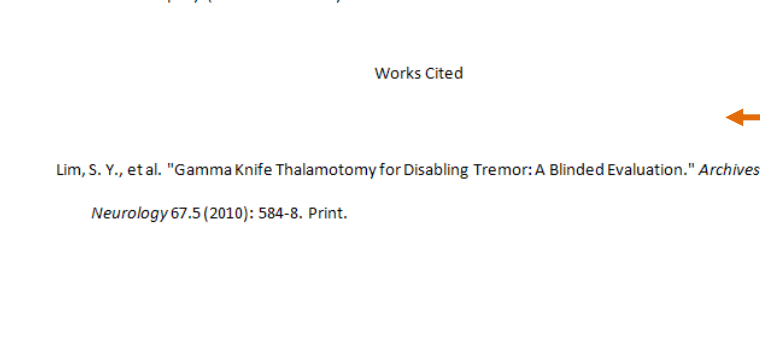 Works Cited
Lim, S. Y., et al. "Gamma Knife Thalamotomy for Disabling Tremor: A Blinded Evaluation." Archives
Neurology 67.5 (2010): 584-8. Print.